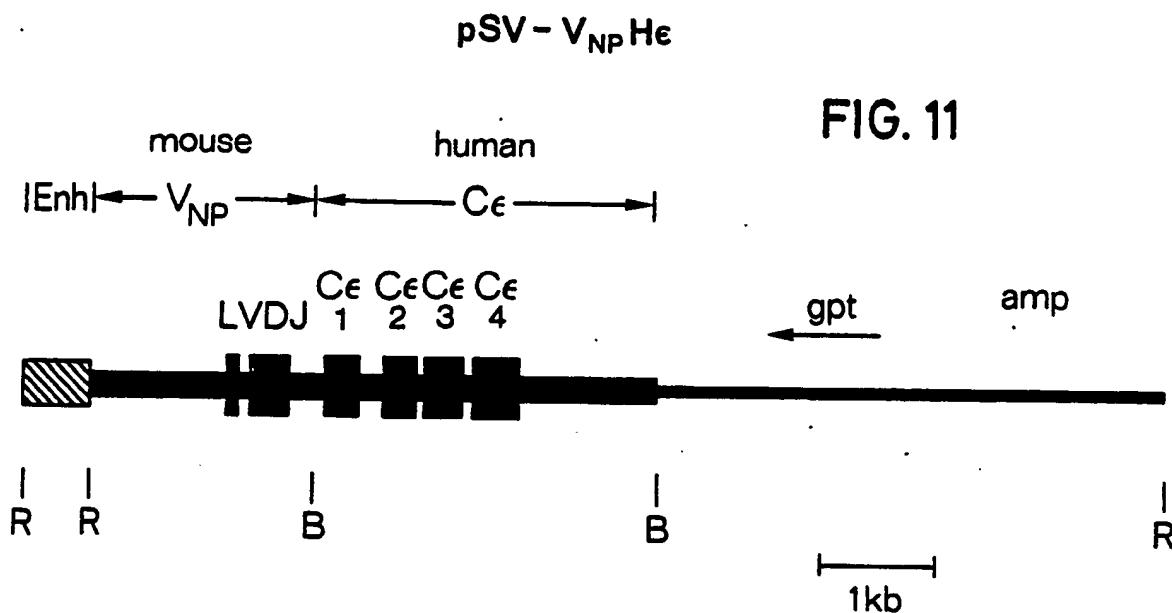 pSV - V_NP Hε
FIG. 11
mouse human
|Enh| V_NP Cε
LVDJ Cε 1 Cε 2 Cε 3 Cε 4
gpt amp
R R B B R
1kb